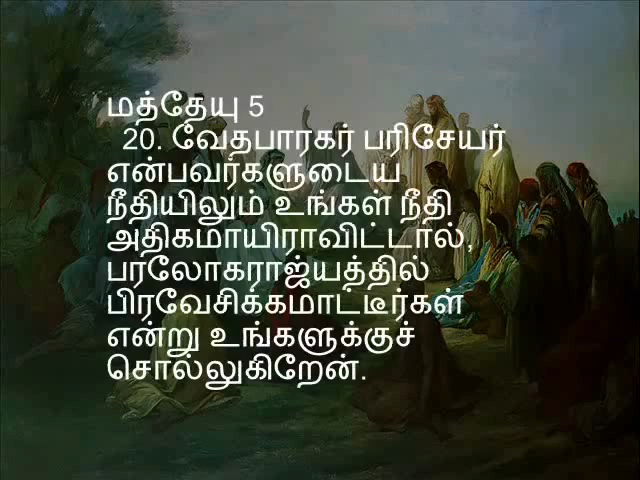 மத்தேயு 5
20. வேதபாரகர் பரிசேயர்
என்பவர்களுடைய
நீதியிலும் உங்கள் நீதி
அதிகமாயிராவிட்டால்,
பரலோகராஜ்யத்தில்
பிரவேசிக்கமாட்டீர்கள்
என்று உங்களுக்குச்
சொல்லுகிறேன்.